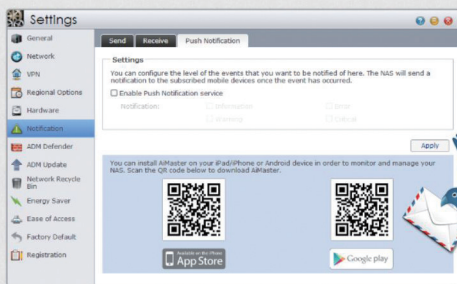 Settings
General
Network
VPN
Regional Options
Hardware
Notification
ADM Defender
ADM Update
Network Recycle
Bin
Energy Saver
Ease of Access
Factory Default
Registration
Send Receive Push Notification
Settings
You can configure the level of the events that you want to be notified of here. The NAS will send a
notification to the subscribed mobile devices once the event has occurred.
Enable Push Notification service
Notification: Information Error
Warning Critical
Apply
You can install AiMaster on your iPad/iPhone or Android device in order to monitor and manage your
NAS. Scan the QR code below to download AiMaster.
Available on the iPhone
App Store
Google play